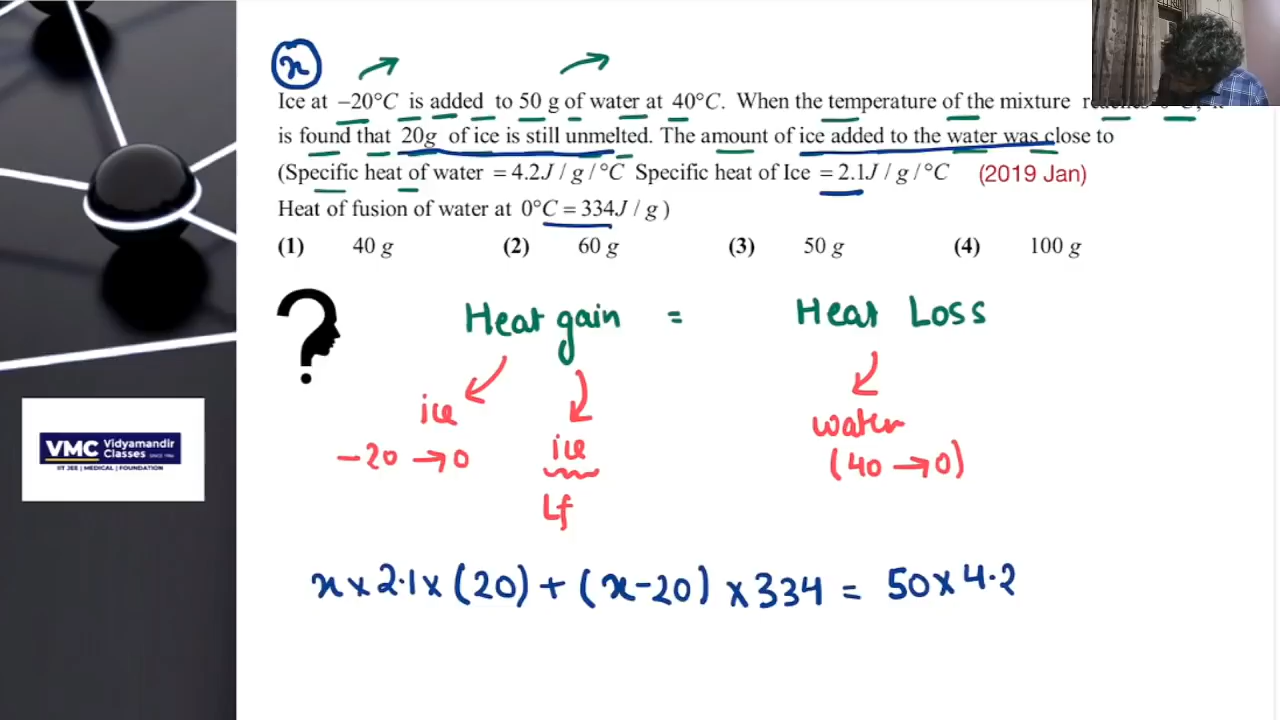 x
Ice at –20°C is added to 50 g of water at 40°C. When the temperature of the mixture
is found that 20g of ice is still unmelted. The amount of ice added to the water was close to
(Specific heat of water = 4.2J / g / °C Specific heat of Ice = 2.1J / g / °C (2019 Jan)
Heat of fusion of water at 0°C = 334J / g )
(1) 40 g (2) 60 g (3) 50 g (4) 100 g
Heat gain = Heat Loss
ice ice water
–20 → 0 Lf (40 → 0)
VMC Vidyamandir Classes SINCE 1986
IIT JEE | MEDICAL | FOUNDATION
x × 2.1 × (20) + (x – 20) × 334 = 50 × 4.2